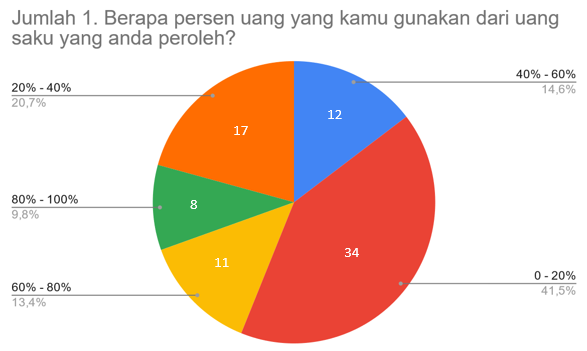 Jumlah 1. Berapa persen uang yang kamu gunakan dari uang
saku yang anda peroleh?
40% - 60%
14,6%
20% - 40%
20,7%
12
17
80% - 100%
9,8%
8
34
11
0 - 20%
41,5%
60% - 80%
13,4%